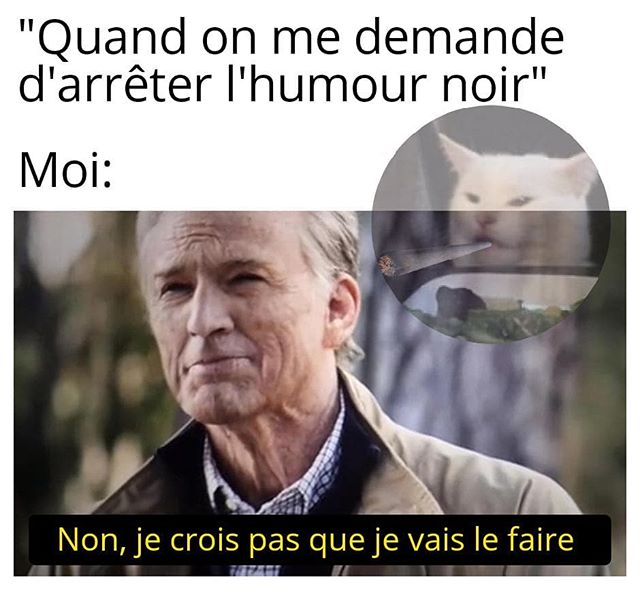 "Quand on me demande
d'arrêter l'humour noir"
Moi:
Non, je crois pas que je vais le faire